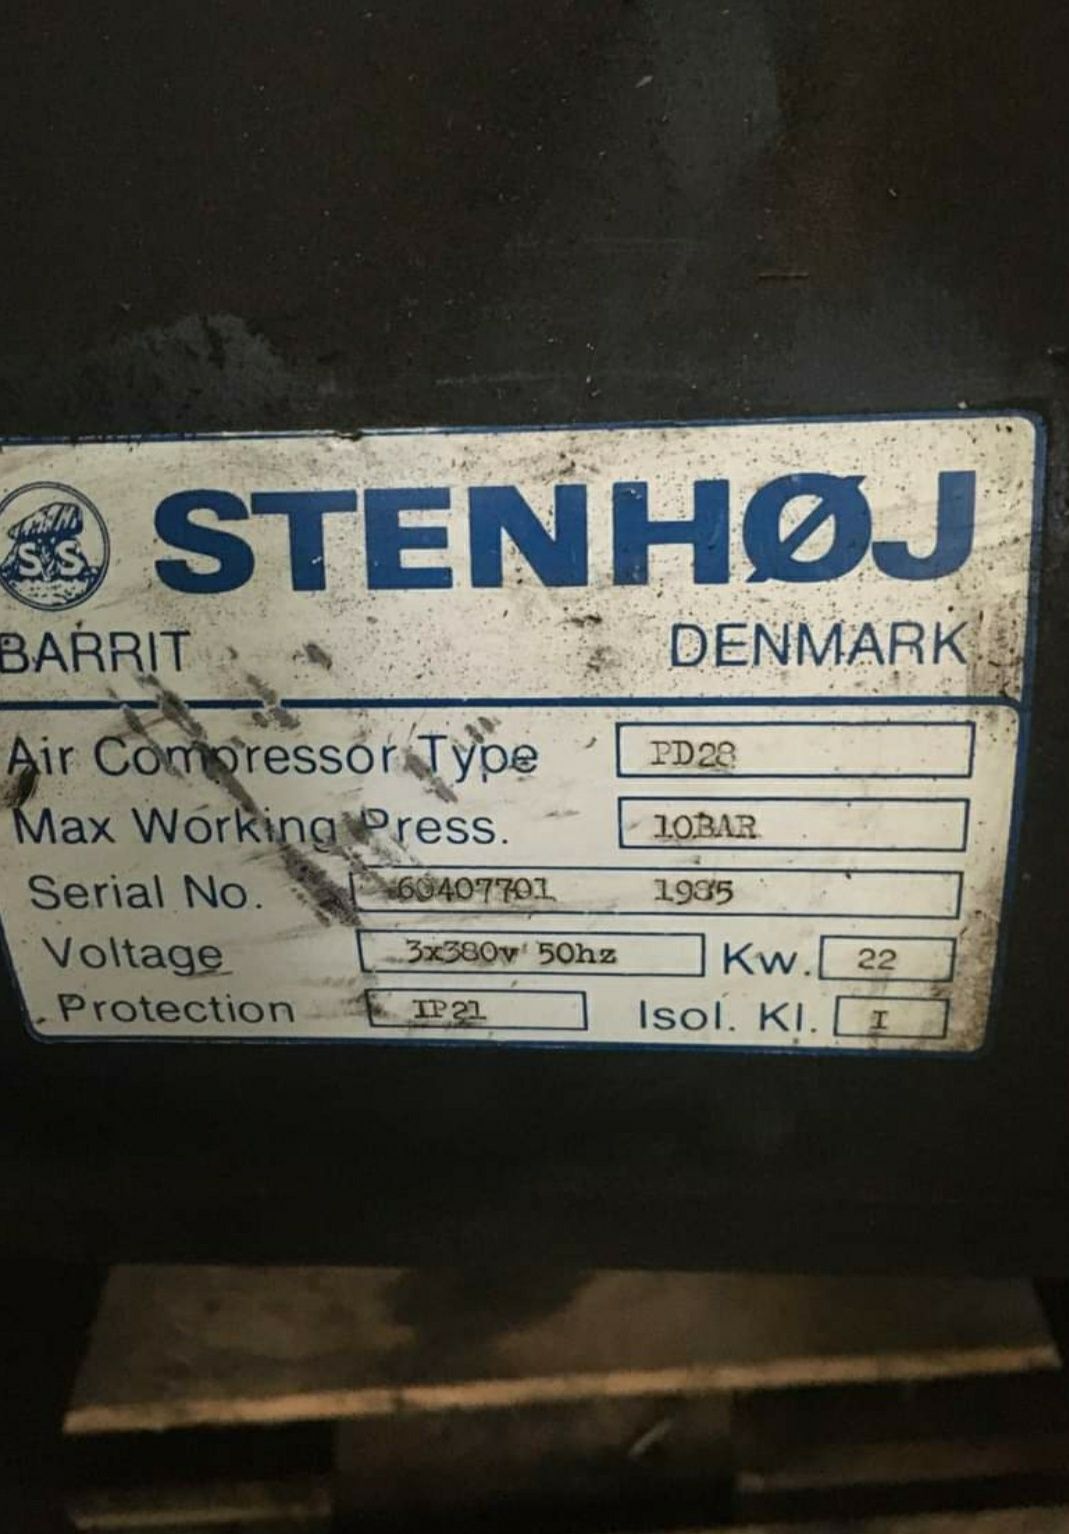 S.V.S.
STENHØJ
BARRIT DENMARK
Air Compressor Type PD28
Max Working Press. 10BAR
Serial No. 60407701 1985
Voltage 3x380v 50hz Kw. 22
Protection IP21 Isol. Kl. I